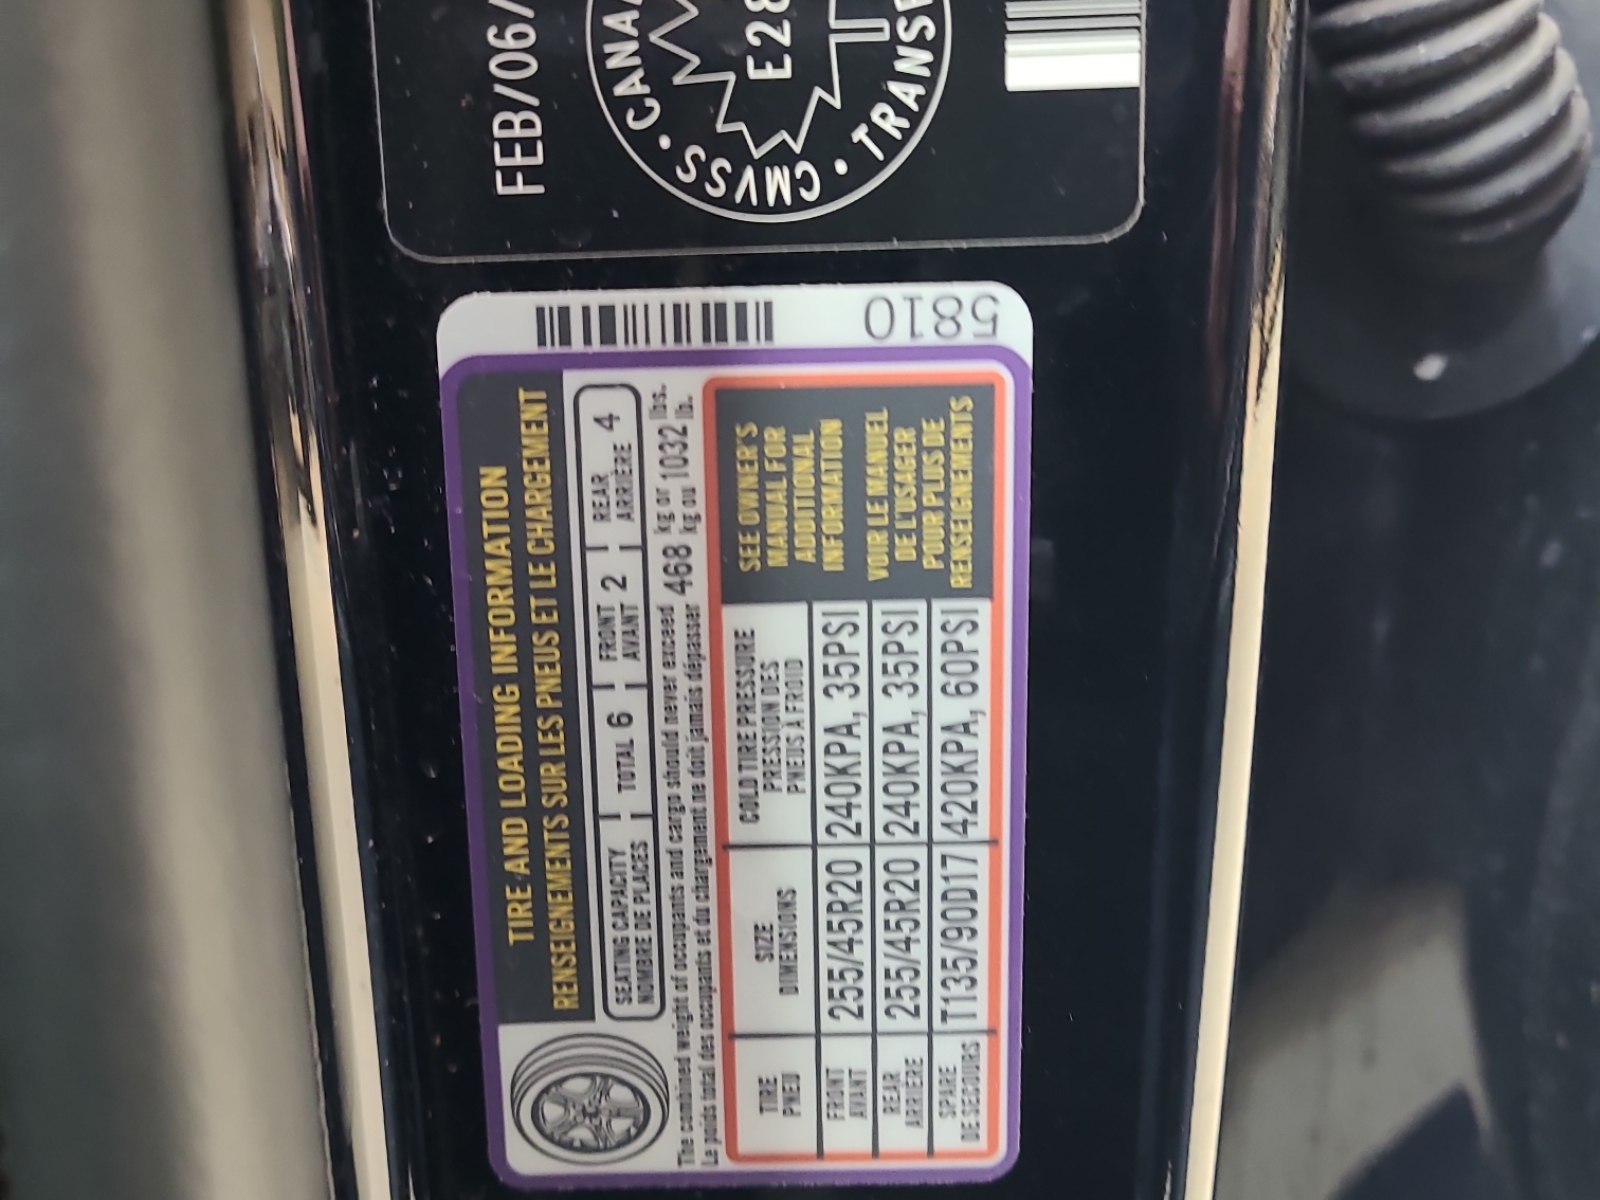 TIRE AND LOADING INFORMATION
RENSEIGNEMENTS SUR LES PNEUS ET LE CHARGEMENT
SEATING CAPACITY
NOMBRE DE PLACES
TOTAL 6
FRONT
AVANT 2
REAR
ARRIÈRE 4
The combined weight of occupants and cargo should never exceed 468 kg or 1032 lbs.
Le poids total des occupants et du chargement ne doit jamais dépasser kg ou lb.
TIRE
PNEU
SIZE
DIMENSIONS
COLD TIRE PRESSURE
PRESSION DES
PNEUS À FROID
SEE OWNER'S
MANUAL FOR
ADDITIONAL
INFORMATION
VOIR LE MANUEL
DE L'USAGER
POUR PLUS DE
RENSEIGNEMENTS
FRONT
AVANT
255/45R20
240KPA, 35PSI
REAR
ARRIÈRE
255/45R20
240KPA, 35PSI
SPARE
DE SECOURS
T135/90D17
420KPA, 60PSI
5810
FEB/06/
CANA
E28
CMVSS
TRANSP